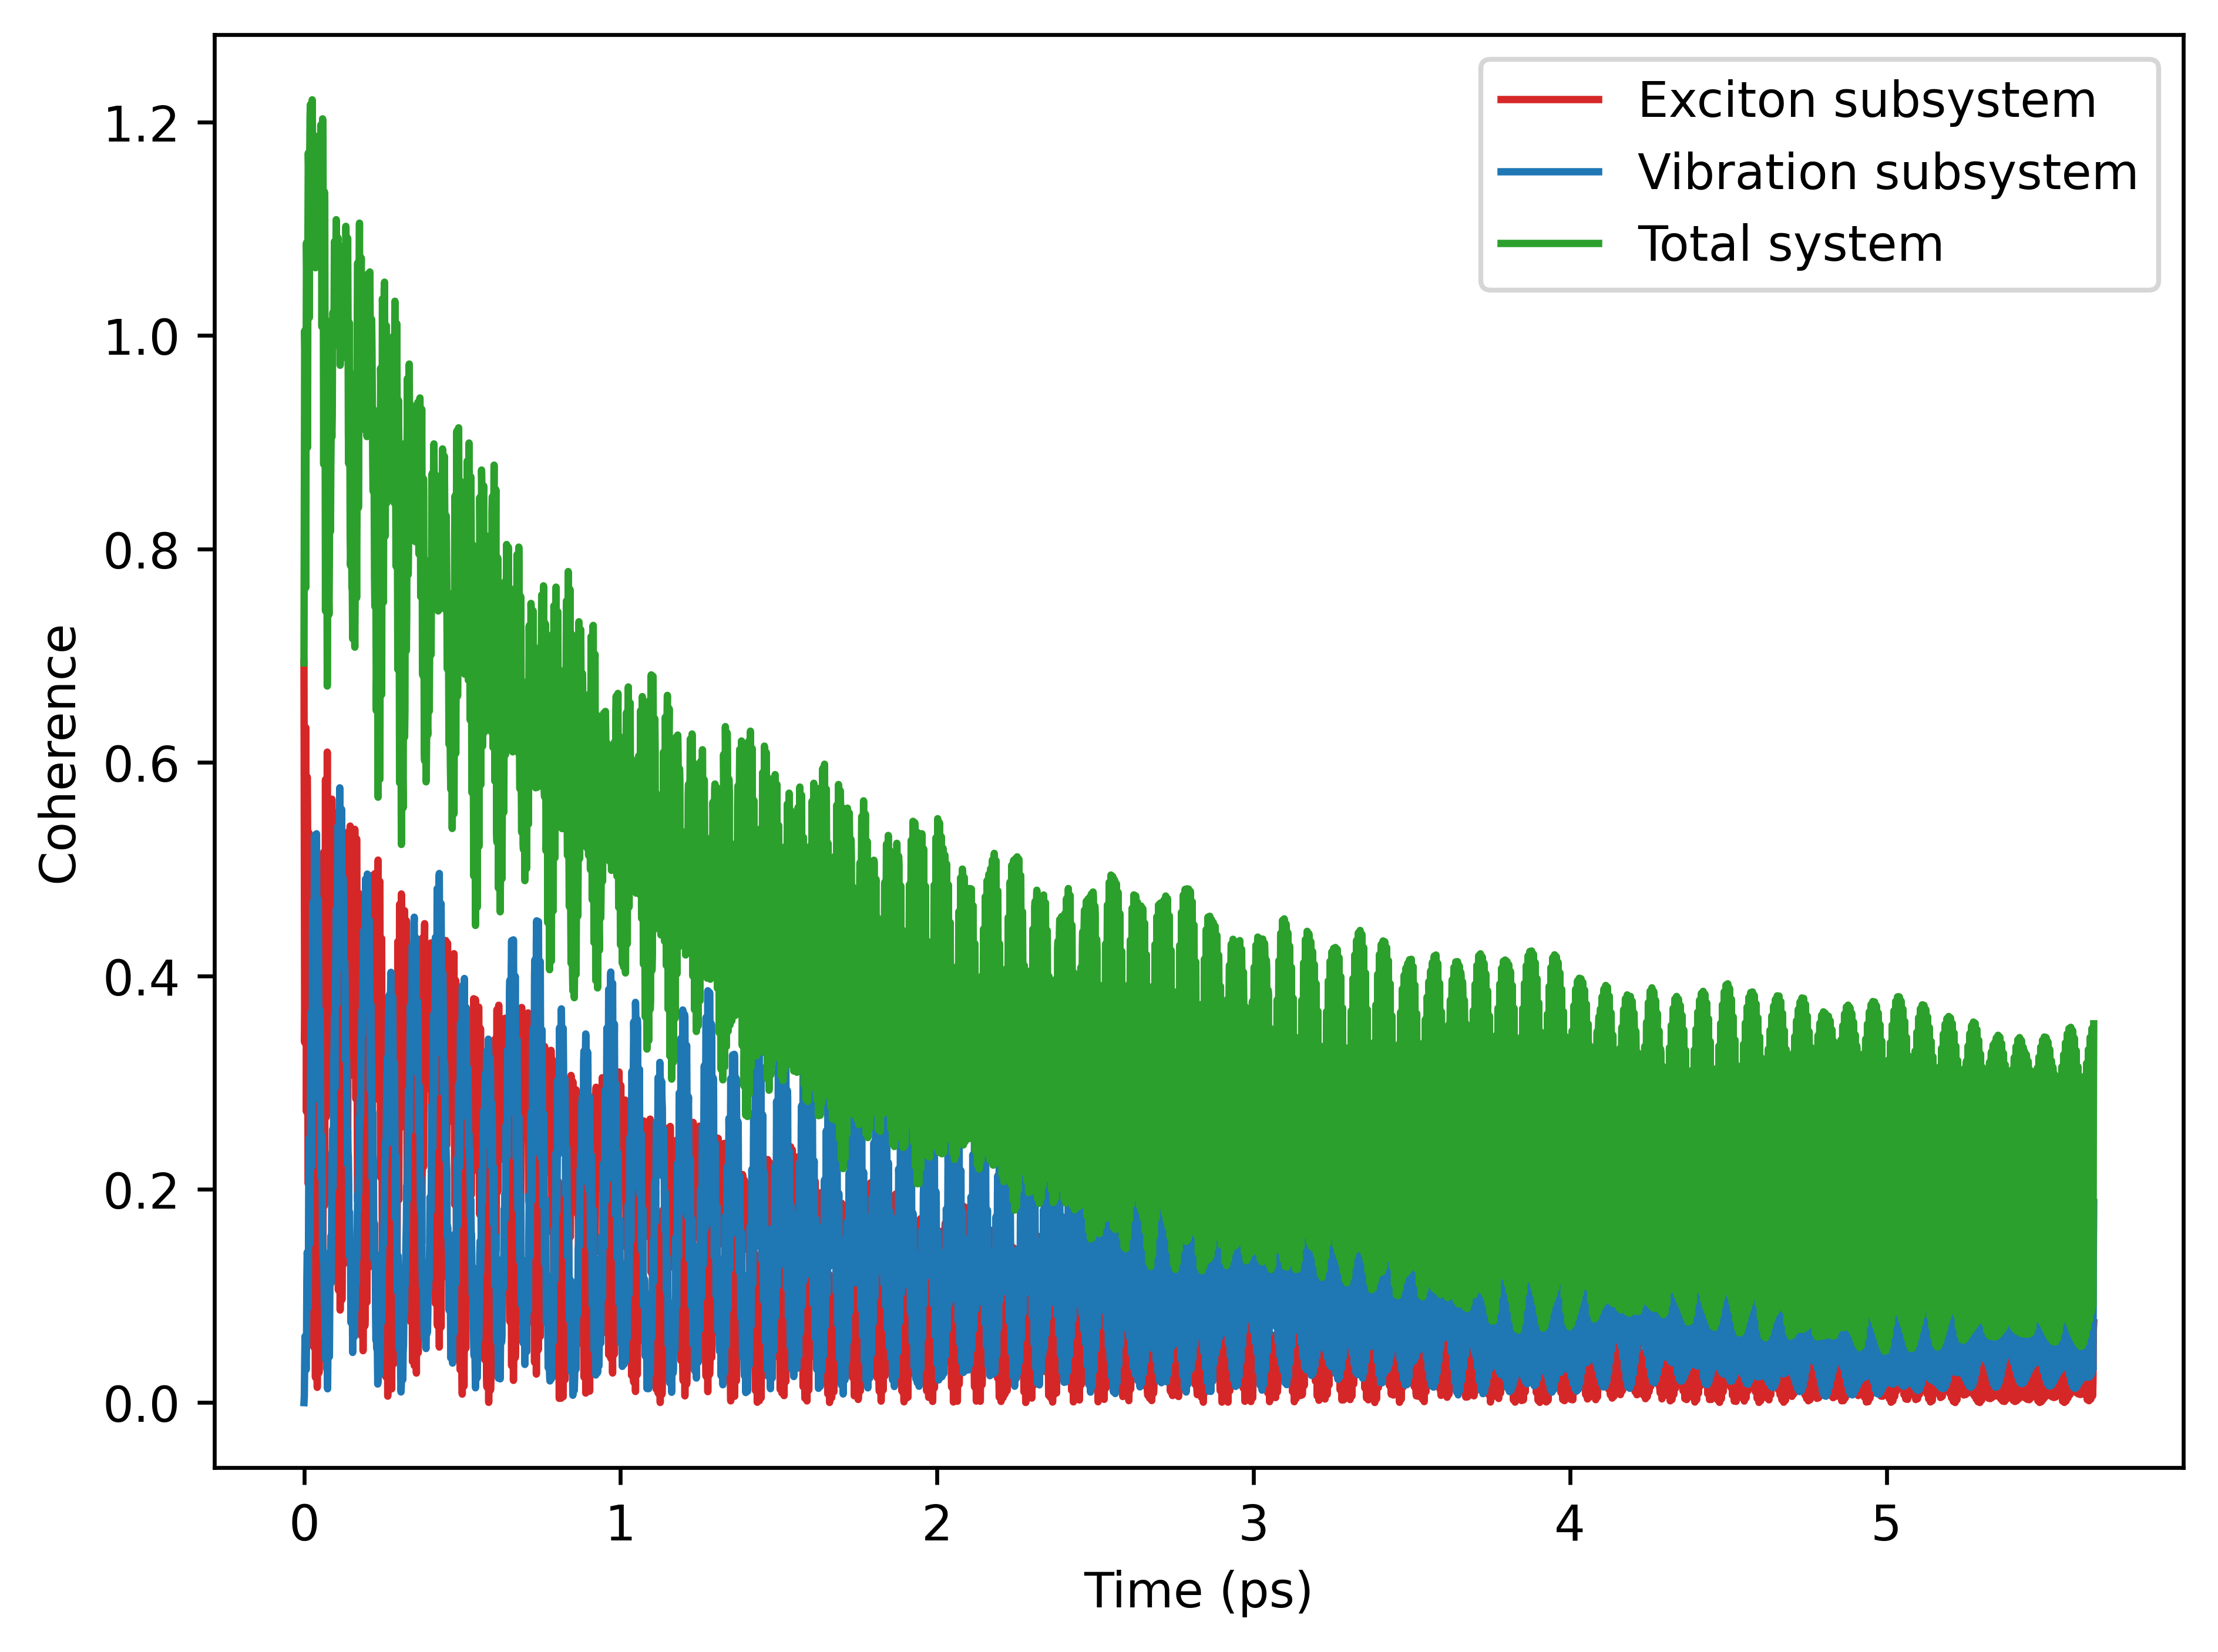 Exciton subsystem
Vibration subsystem
Total system
Coherence
1.2
1.0
0.8
0.6
0.4
0.2
0.0
0 1 2 3 4 5
Time (ps)